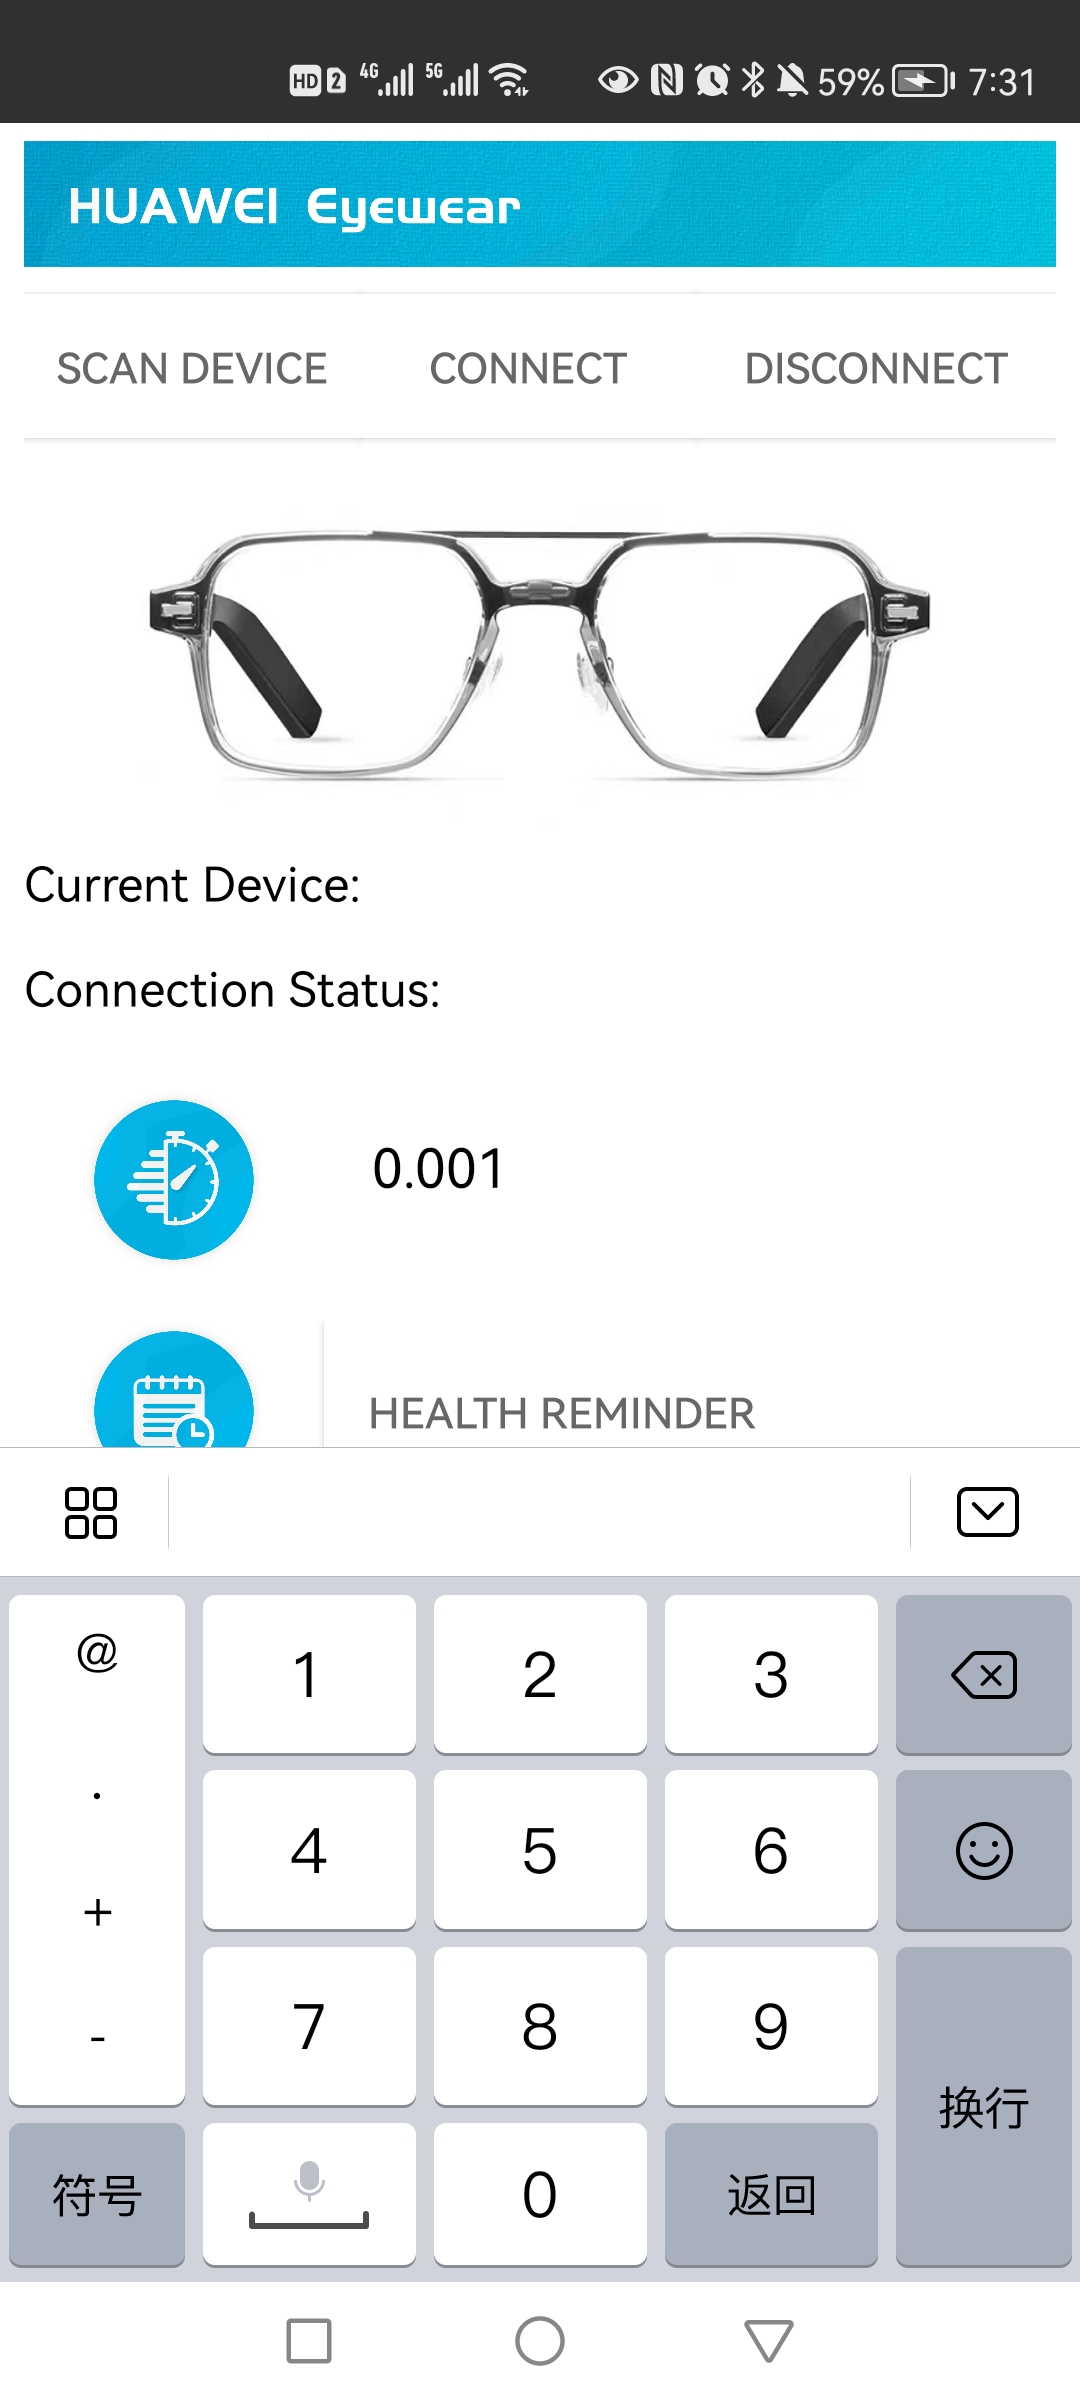 HD 2 4G 5G 59% 7:31
HUAWEI Eyewear
SCAN DEVICE CONNECT DISCONNECT
Current Device:
Connection Status:
0.001
HEALTH REMINDER
@ 1 2 3
. 4 5 6
+
- 7 8 9
换行
符号 0 返回